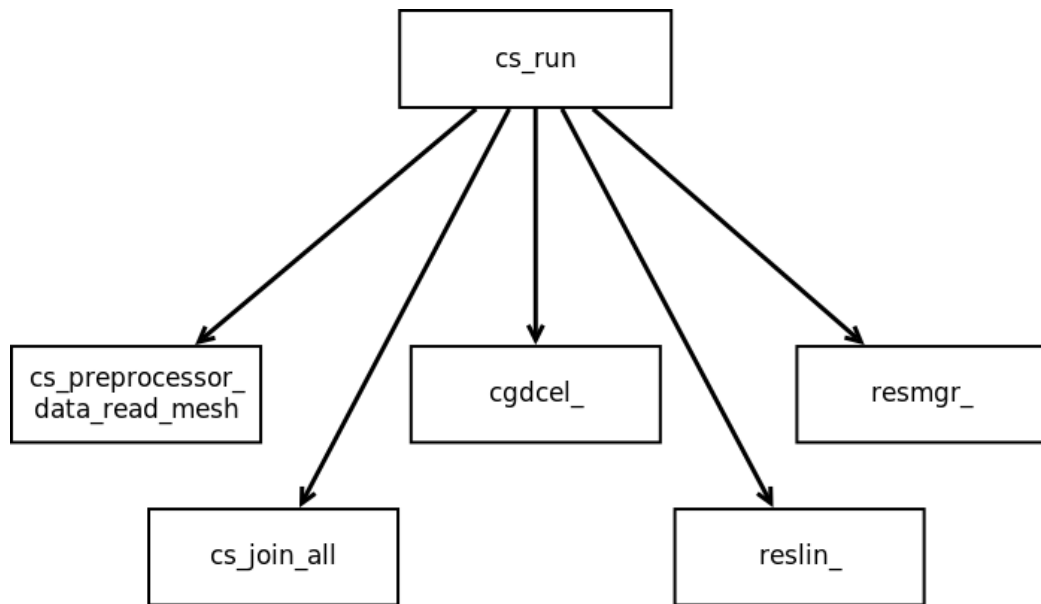 cs_run
cs_preprocessor_
data_read_mesh
cgdcel_
resmgr_
cs_join_all
reslin_